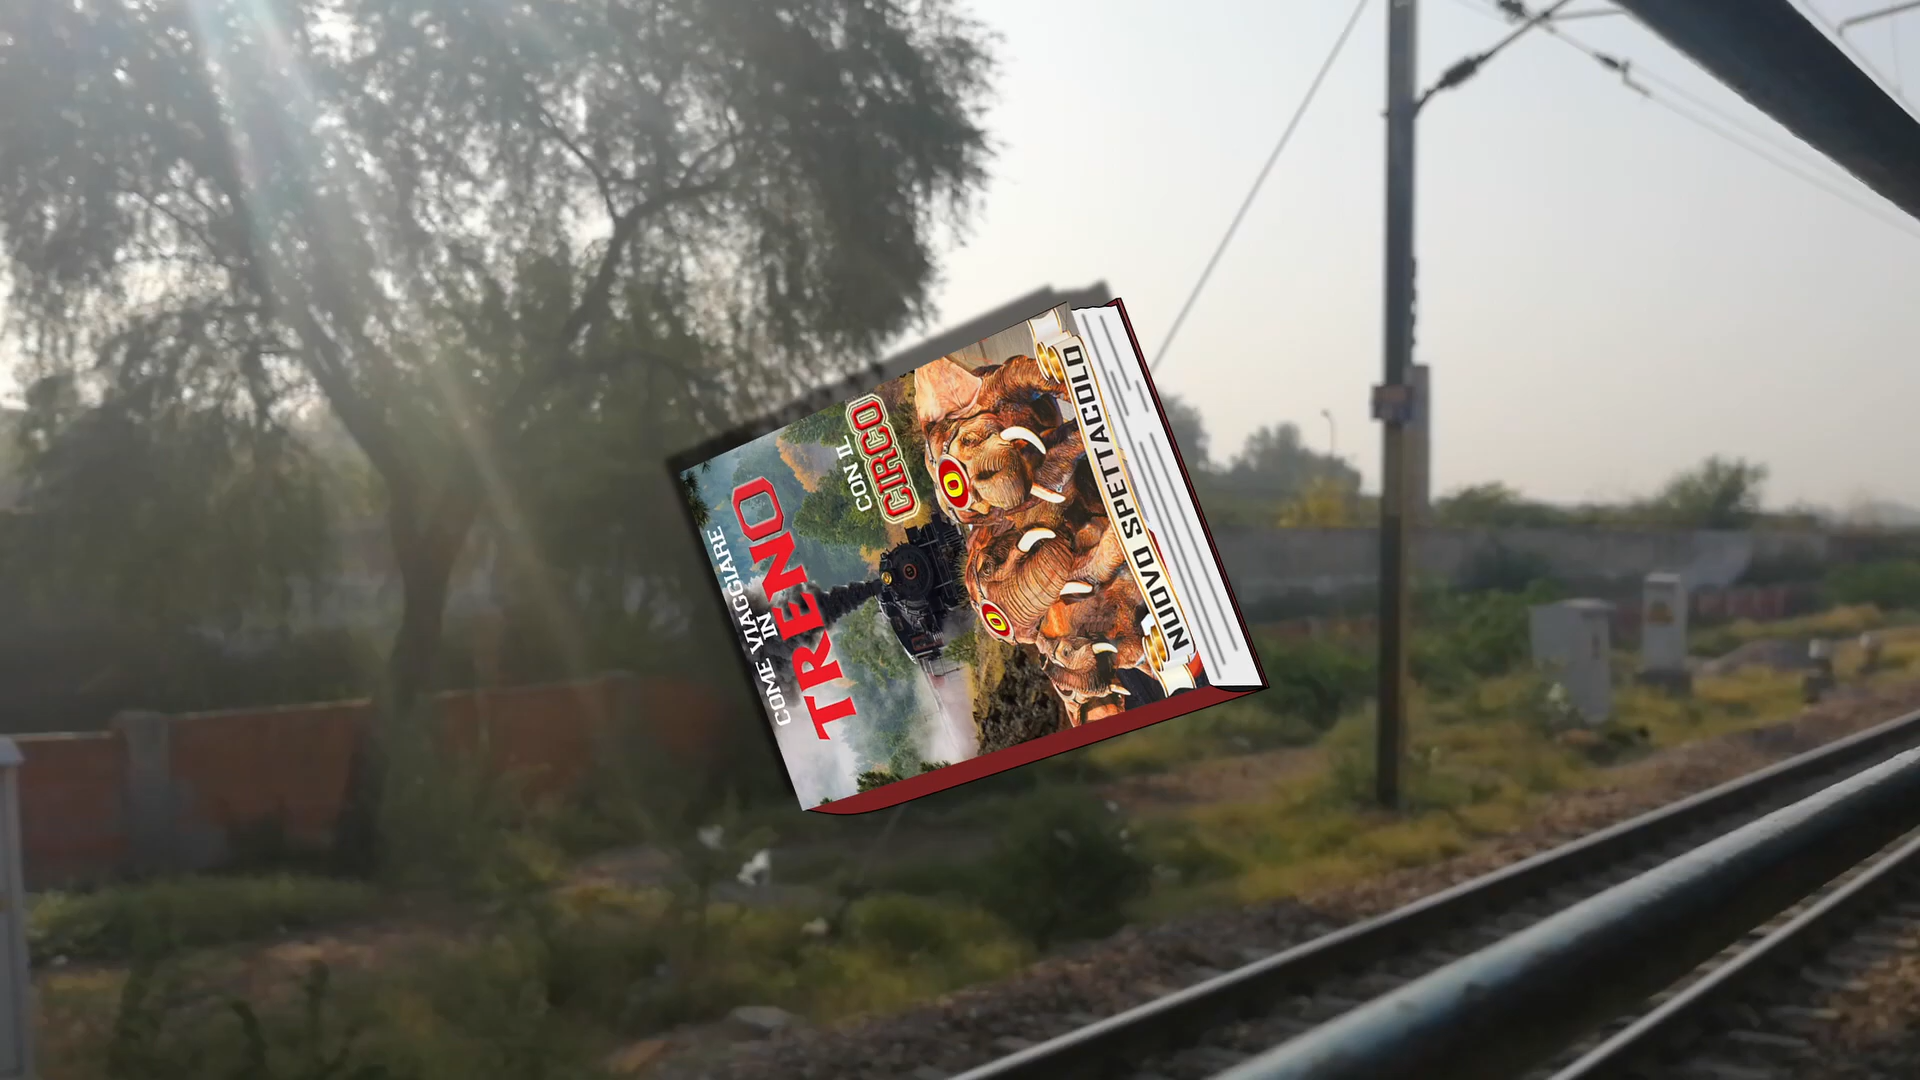 COME VIAGGIARE
IN
TRENO
CON IL
CIRCO
NUOVO SPETTACOLO